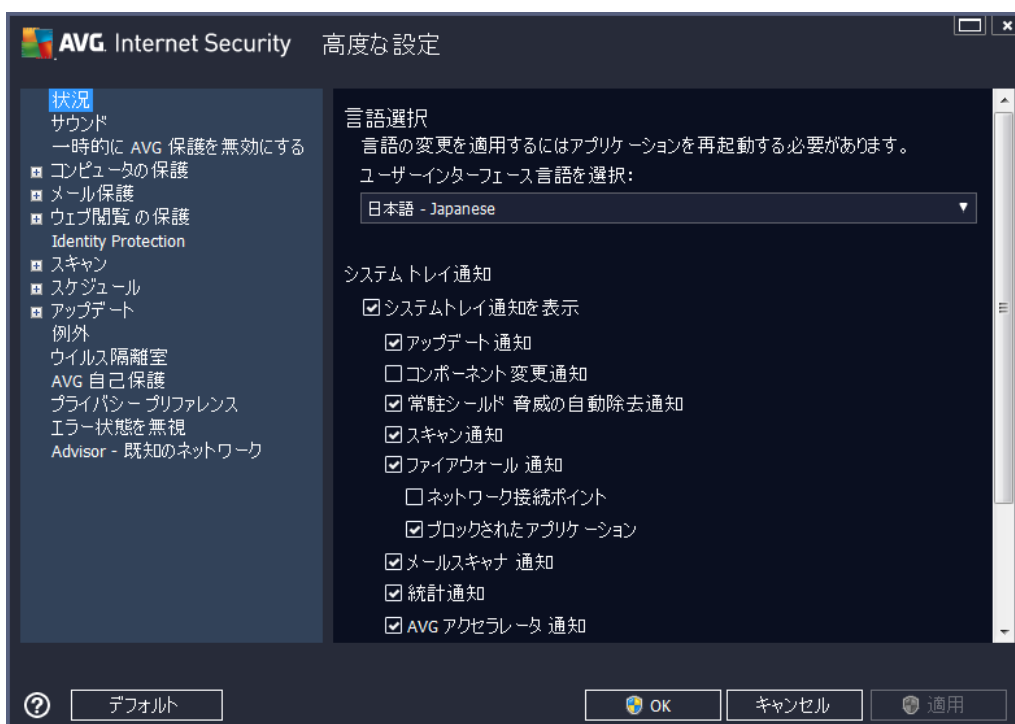 AVG. Internet Security 高度な設定
状況
サウンド
一時的に AVG 保護を無効にする
コンピュータの保護
メール保護
ウェブ閲覧 の保護
Identity Protection
スキャン
スケジュール
アップデート
例外
ウイルス隔離室
AVG 自己保護
プライバシー プリファレンス
エラー状態を無視
Advisor - 既知のネットワーク
言語選択
言語の変更を適用するにはアプリケーションを再起動する必要があります。
ユーザーインターフェース言語を選択:
日本語 - Japanese
システムトレイ通知
システムトレイ通知を表示
アップデート通知
コンポーネント変更通知
常駐シールド 脅威の自動除去通知
スキャン通知
ファイアウォール 通知
ネットワーク接続ポイント
ブロックされたアプリケーション
メールスキャナ 通知
統計通知
AVG アクセラレータ 通知
デフォルト
OK
キャンセル
適用